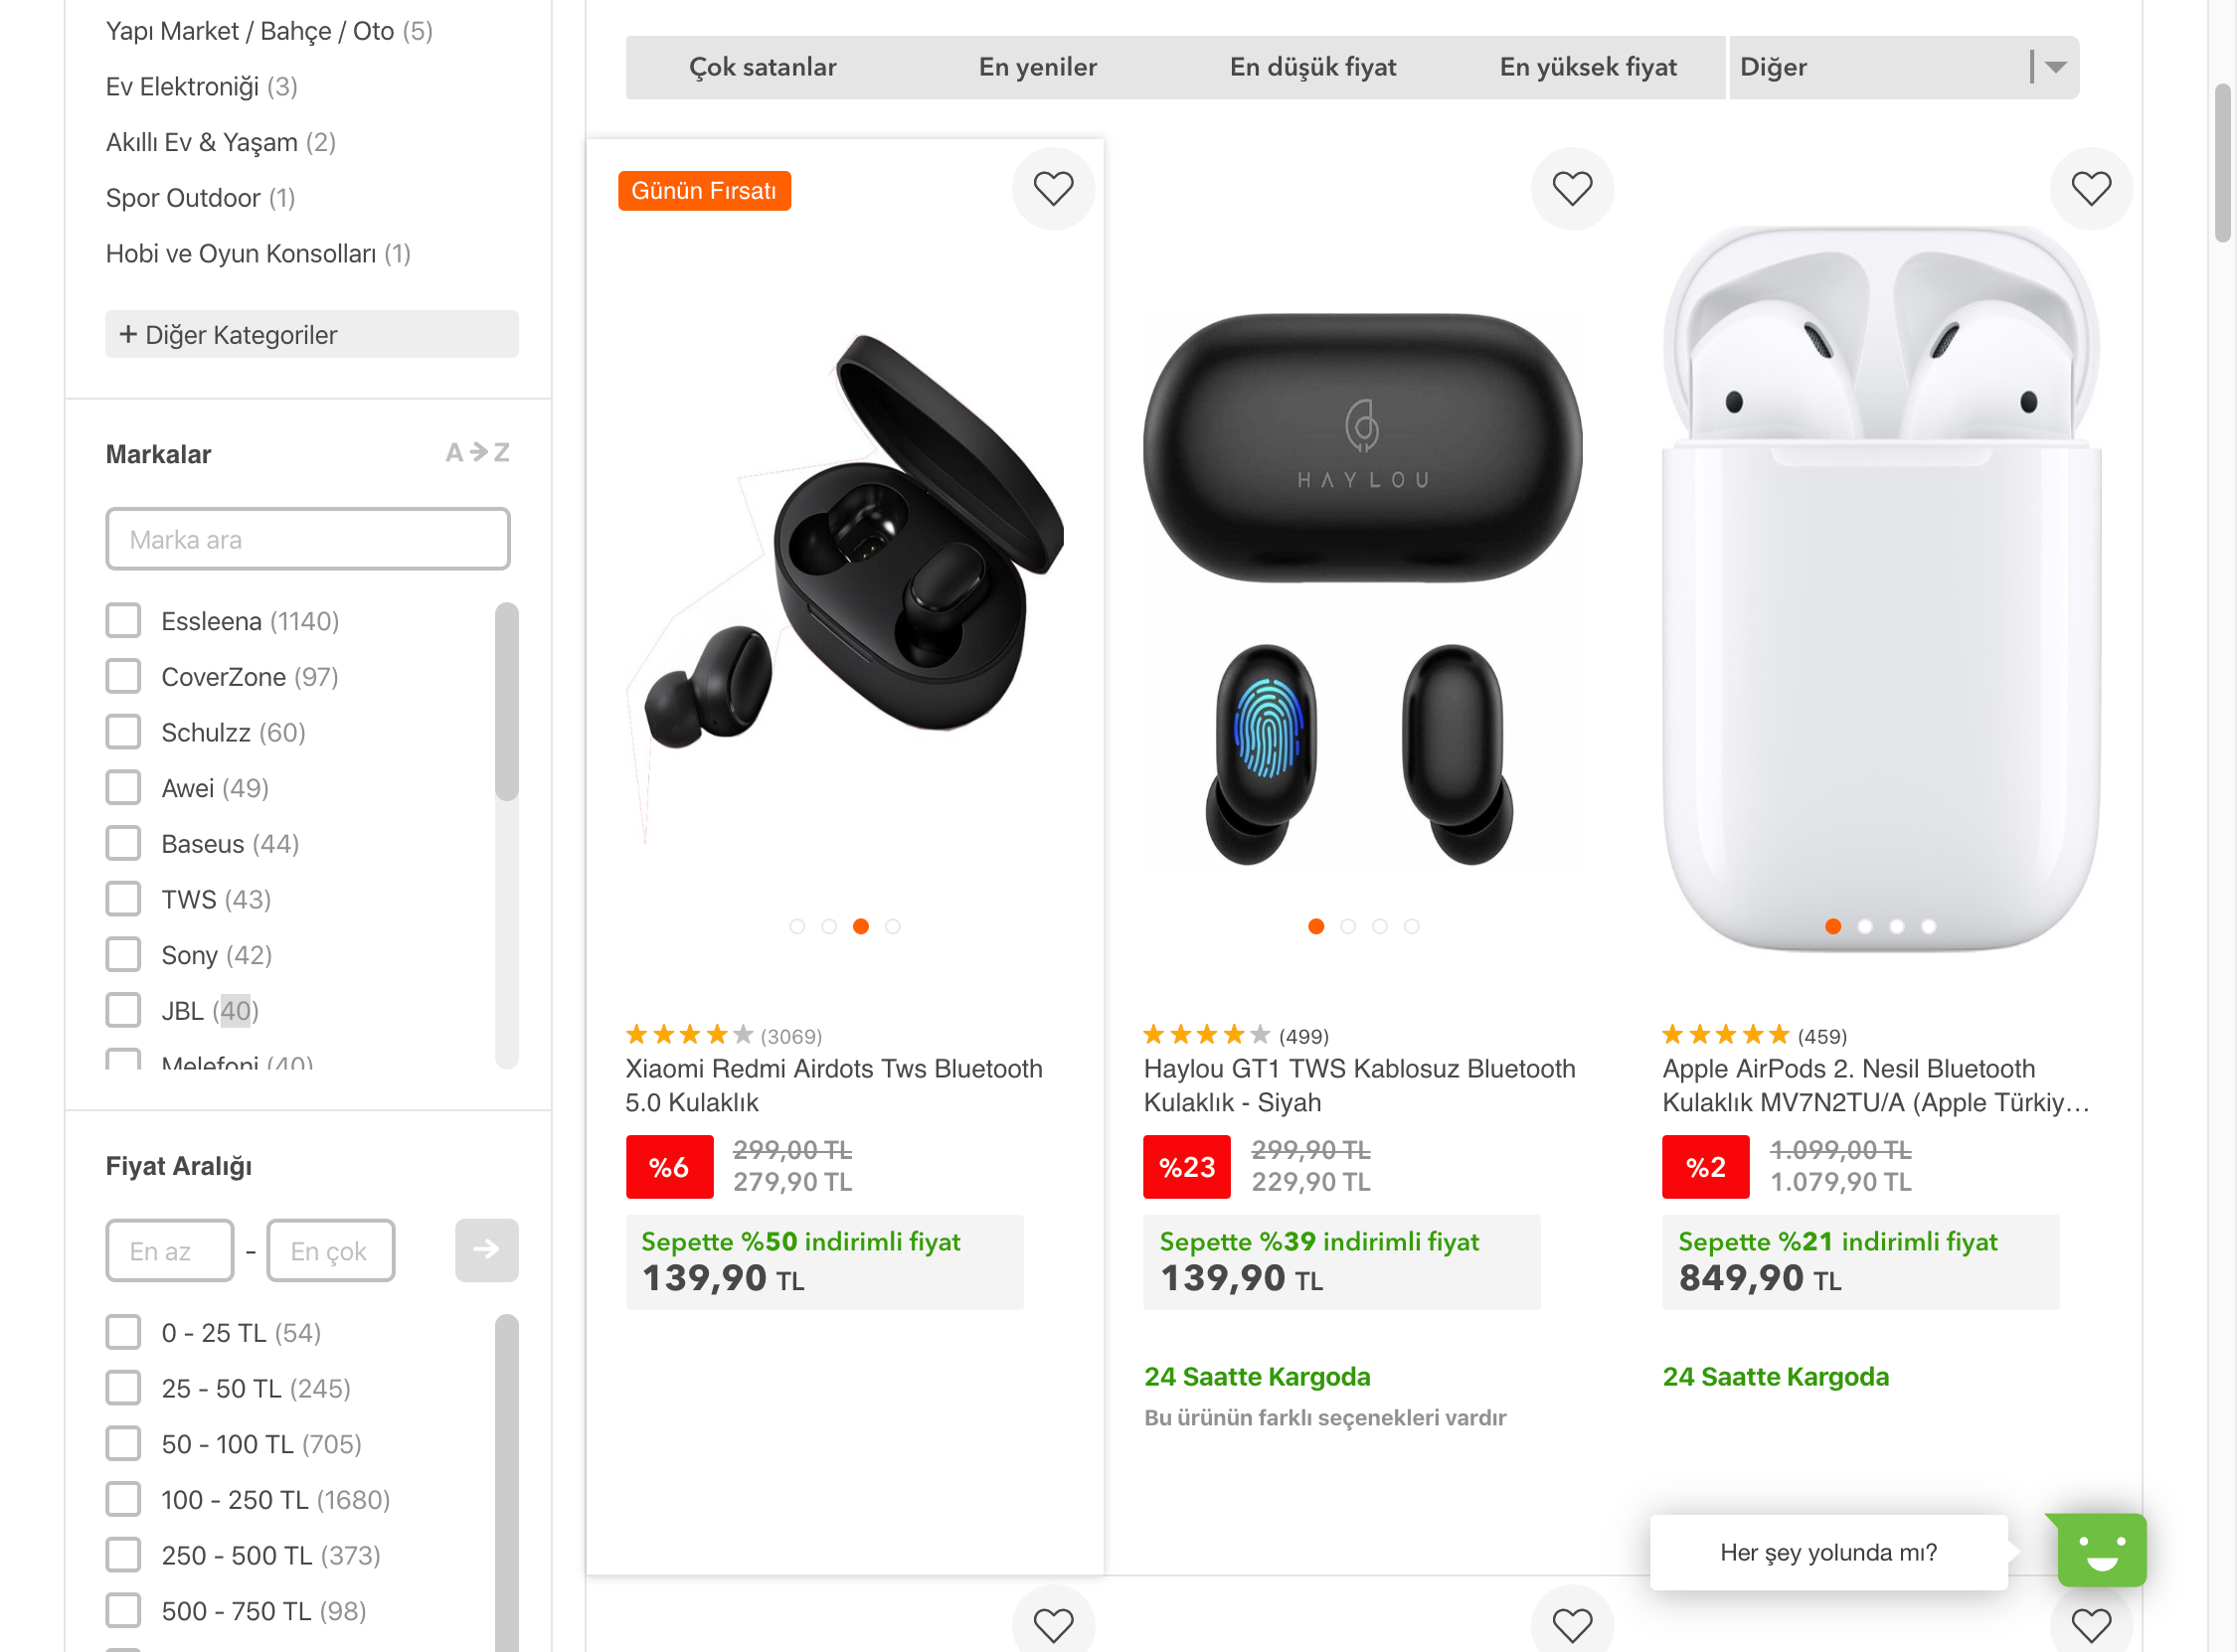 Yapı Market / Bahçe / Oto (5)
Ev Elektroniği (3)
Akıllı Ev & Yaşam (2)
Spor Outdoor (1)
Hobi ve Oyun Konsolları (1)
+ Diğer Kategoriler
Markalar
A → Z
Marka ara
Essleena (1140)
CoverZone (97)
Schulzz (60)
Awei (49)
Baseus (44)
TWS (43)
Sony (42)
JBL (40)
Melefoni (40)
Fiyat Aralığı
En az - En çok
0 - 25 TL (54)
25 - 50 TL (245)
50 - 100 TL (705)
100 - 250 TL (1680)
250 - 500 TL (373)
500 - 750 TL (98)
Çok satanlar
En yeniler
En düşük fiyat
En yüksek fiyat
Diğer
Günün Fırsatı
(3069)
Xiaomi Redmi Airdots Tws Bluetooth
5.0 Kulaklık
%6
299,00 TL
279,90 TL
Sepette %50 indirimli fiyat
139,90 TL
HAYLOU
(499)
Haylou GT1 TWS Kablosuz Bluetooth
Kulaklık - Siyah
%23
299,90 TL
229,90 TL
Sepette %39 indirimli fiyat
139,90 TL
24 Saatte Kargoda
Bu ürünün farklı seçenekleri vardır
(459)
Apple AirPods 2. Nesil Bluetooth
Kulaklık MV7N2TU/A (Apple Türkiy…
%2
1.099,00 TL
1.079,90 TL
Sepette %21 indirimli fiyat
849,90 TL
24 Saatte Kargoda
Her şey yolunda mı?